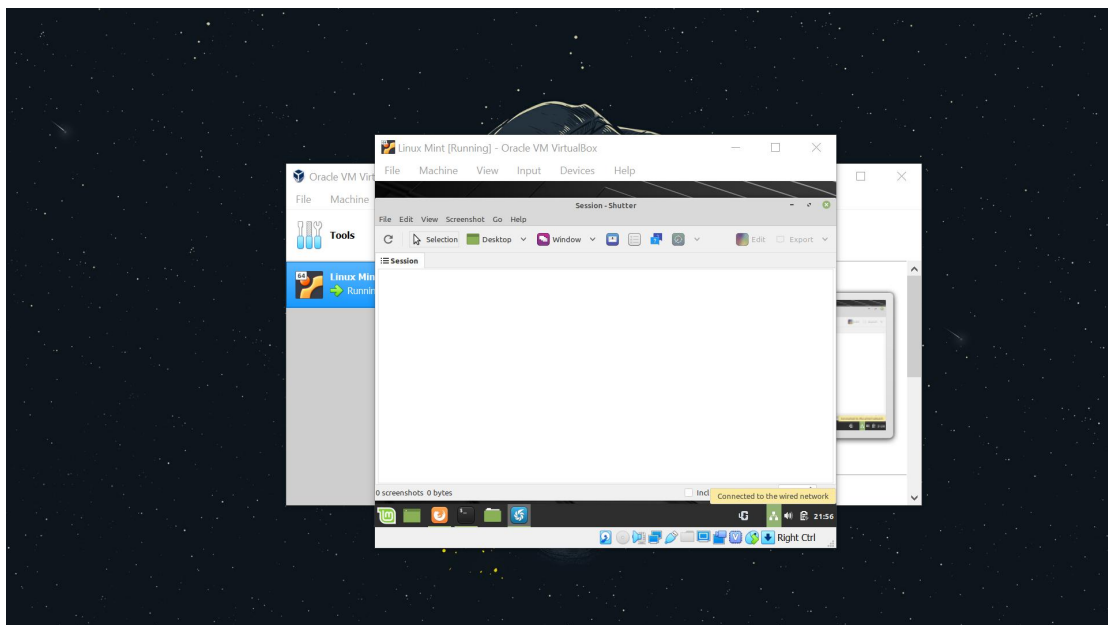 Linux Mint [Running] - Oracle VM VirtualBox
File Machine View Input Devices Help
Oracle VM Virt
File Machine
Tools
64
Linux Min
Runnin
Session - Shutter
File Edit View Screenshot Go Help
Selection Desktop Window Edit Export
Session
0 screenshots 0 bytes Incl
Connected to the wired network
21:56
Right Ctrl